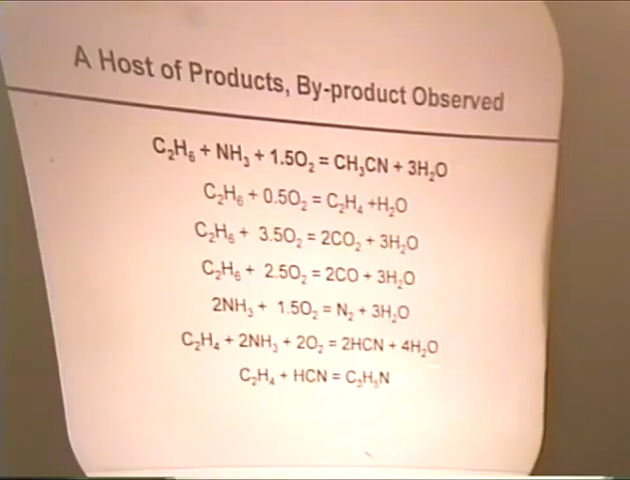 A Host of Products, By-product Observed
C₂H₆ + NH₃ + 1.5O₂ = CH₃CN + 3H₂O
C₂H₆ + 0.5O₂ = C₂H₄ +H₂O
C₂H₆ + 3.5O₂ = 2CO₂ + 3H₂O
C₂H₆ + 2.5O₂ = 2CO + 3H₂O
2NH₃ + 1.5O₂ = N₂ + 3H₂O
C₂H₄ + 2NH₃ + 2O₂ = 2HCN + 4H₂O
C₂H₄ + HCN = C₃H₅N